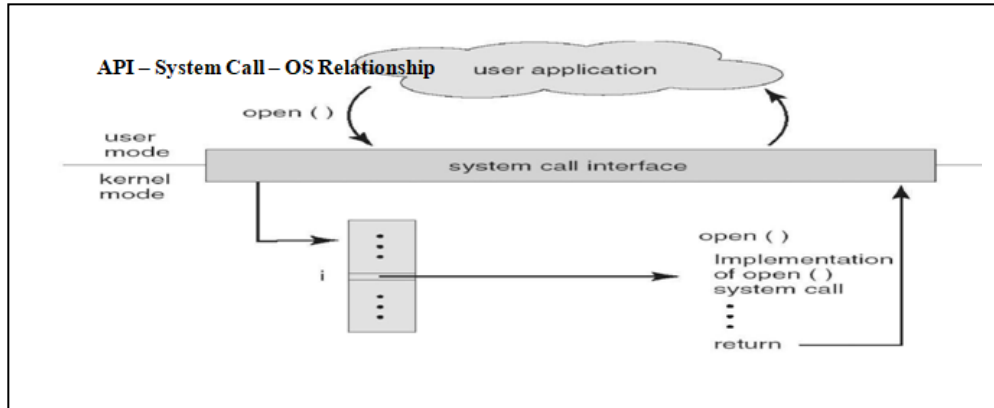 API – System Call – OS Relationship
user application
open ( )
user
mode
system call interface
kernel
mode
i
open ( )
Implementation
of open ( )
system call
return